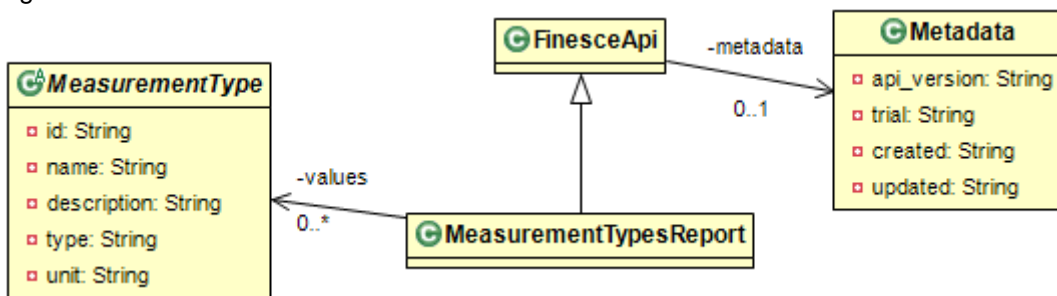 MeasurementType
id: String
name: String
description: String
type: String
unit: String
-values
0..*
FinesceApi
MeasurementTypesReport
-metadata
0..1
Metadata
api_version: String
trial: String
created: String
updated: String